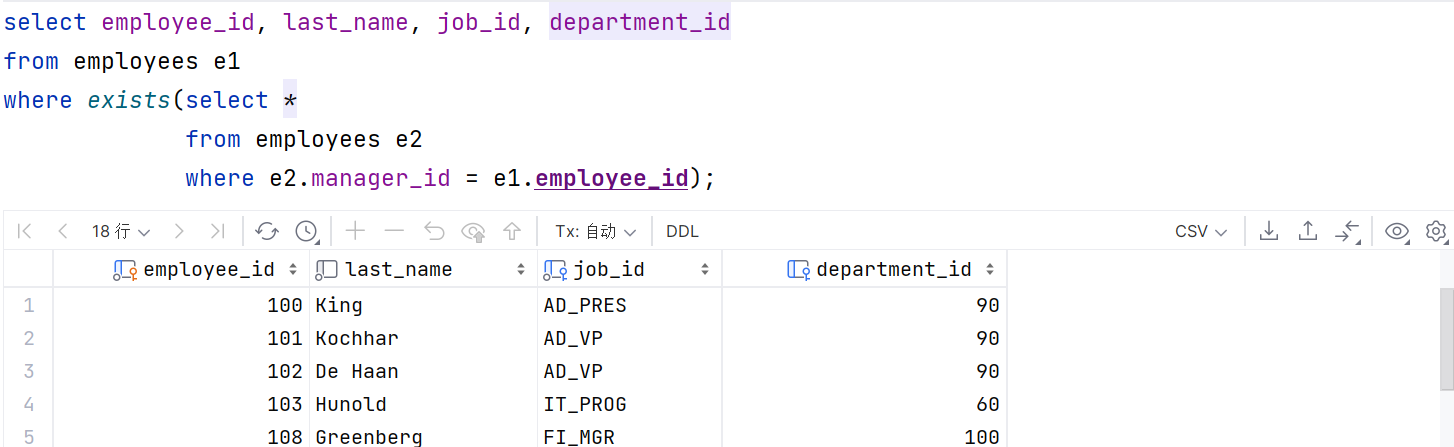 select employee_id, last_name, job_id, department_id
from employees e1
where exists(select *
from employees e2
where e2.manager_id = e1.employee_id);
18 行 Tx: 自动 DDL CSV
employee_id last_name job_id department_id
1 100 King AD_PRES 90
2 101 Kochhar AD_VP 90
3 102 De Haan AD_VP 90
4 103 Hunold IT_PROG 60
5 108 Greenberg FI_MGR 100